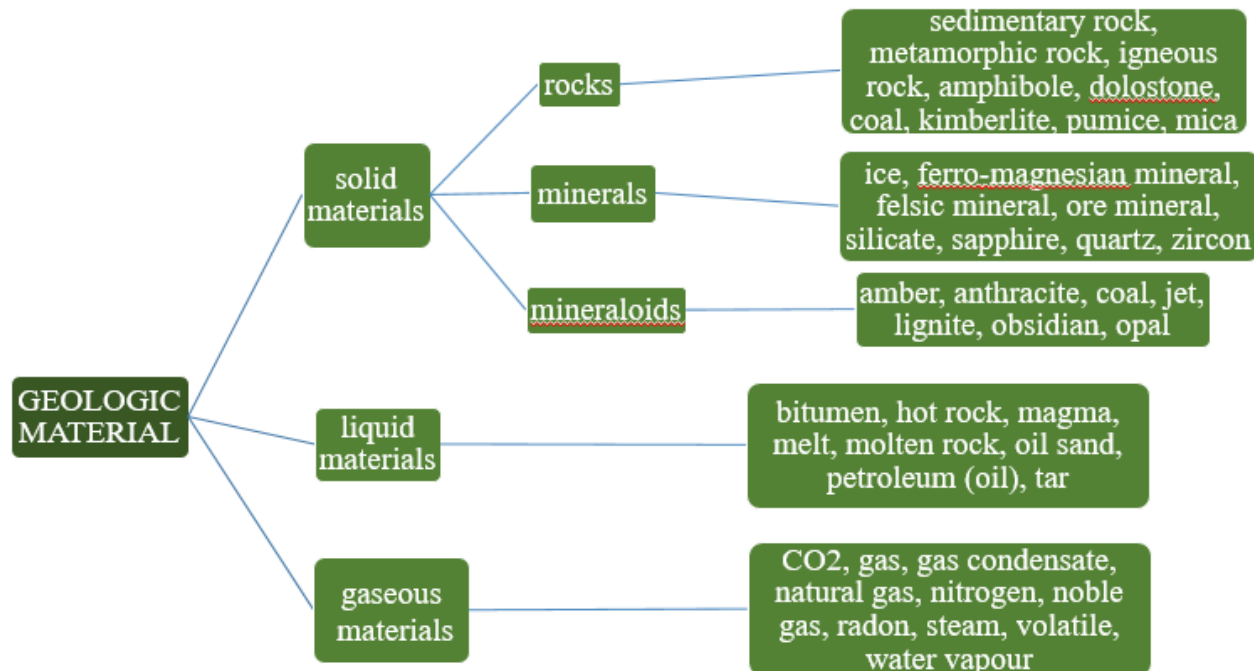 sedimentary rock,
metamorphic rock, igneous
rock, amphibole, dolostone,
coal, kimberlite, pumice, mica
rocks
solid
materials
minerals
ice, ferro-magnesian mineral,
felsic mineral, ore mineral,
silicate, sapphire, quartz, zircon
mineraloids
amber, anthracite, coal, jet,
lignite, obsidian, opal
GEOLOGIC
MATERIAL
liquid
materials
bitumen, hot rock, magma,
melt, molten rock, oil sand,
petroleum (oil), tar
gaseous
materials
CO2, gas, gas condensate,
natural gas, nitrogen, noble
gas, radon, steam, volatile,
water vapour